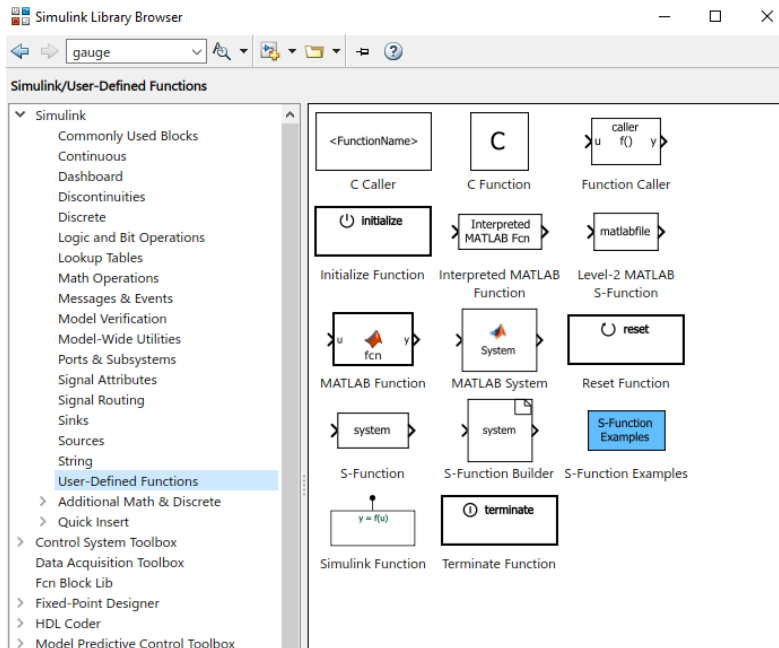 Simulink Library Browser
gauge
Simulink/User-Defined Functions
Simulink
Commonly Used Blocks
Continuous
Dashboard
Discontinuities
Discrete
Logic and Bit Operations
Lookup Tables
Math Operations
Messages & Events
Model Verification
Model-Wide Utilities
Ports & Subsystems
Signal Attributes
Signal Routing
Sinks
Sources
String
User-Defined Functions
Additional Math & Discrete
Quick Insert
Control System Toolbox
Data Acquisition Toolbox
Fcn Block Lib
Fixed-Point Designer
HDL Coder
Model Predictive Control Toolbox
<FunctionName>
C Caller
C
C Function
caller
u f() y
Function Caller
initialize
Initialize Function
Interpreted
MATLAB Fcn
Interpreted MATLAB
Function
matlabfile
Level-2 MATLAB
S-Function
u y
fcn
MATLAB Function
System
MATLAB System
reset
Reset Function
system
S-Function
system
S-Function Builder
S-Function
Examples
S-Function Examples
y = f(u)
Simulink Function
terminate
Terminate Function